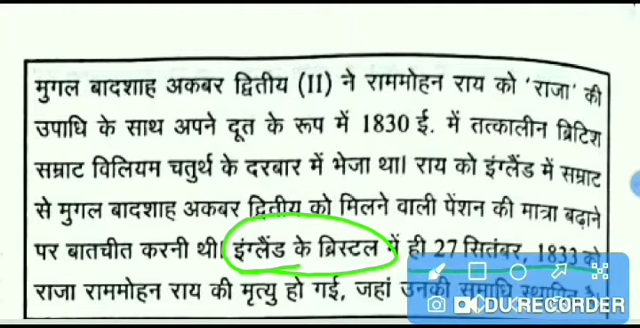 मुगल बादशाह अकबर द्वितीय (II) ने राममोहन राय को 'राजा' की
उपाधि के साथ अपने दूत के रूप में 1830 ई. में तत्कालीन ब्रिटिश
सम्राट विलियम चतुर्थ के दरबार में भेजा था। राय को इंग्लैंड में सम्राट
से मुगल बादशाह अकबर द्वितीय को मिलने वाली पेंशन की मात्रा बढ़ाने
पर बातचीत करनी थी। इंग्लैंड के ब्रिस्टल में ही 27 सितंबर, 1833 को
राजा राममोहन राय की मृत्यु हो गई, जहां उनकी समाधि
DU RECORDER